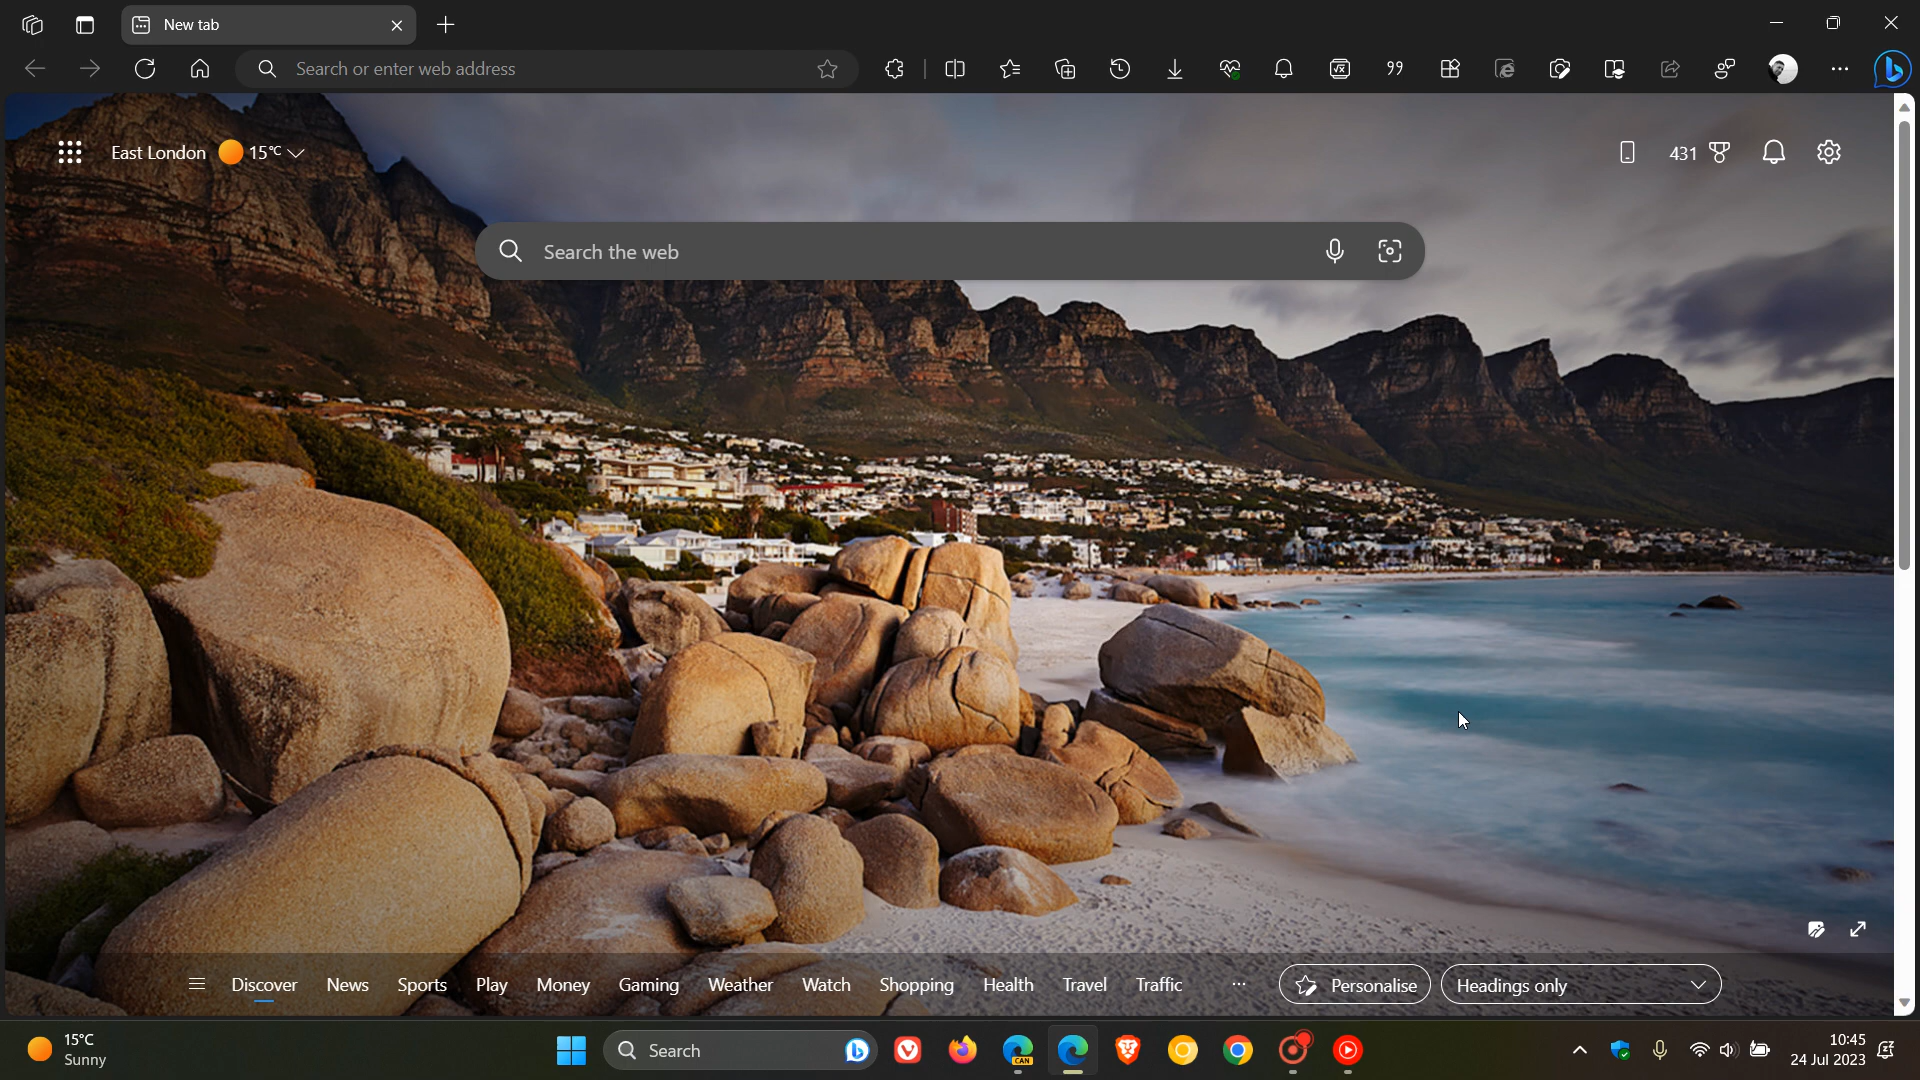 New tab
Search or enter web address
East London 15°C
431
Search the web
Discover News Sports Play Money Gaming Weather Watch Shopping Health Travel Traffic ... Personalise Headings only
15°C
Sunny
Search
CAN
10:45
24 Jul 2023